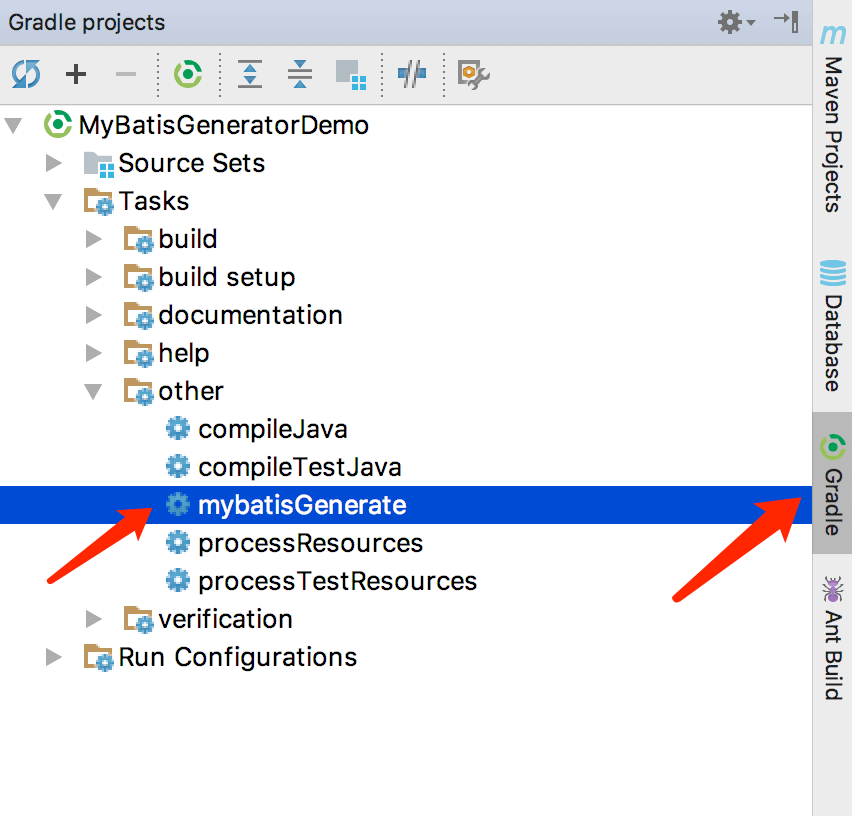 Gradle projects
MyBatisGeneratorDemo
Source Sets
Tasks
build
build setup
documentation
help
other
compileJava
compileTestJava
mybatisGenerate
processResources
processTestResources
verification
Run Configurations
m
Maven Projects
Database
Gradle
Ant Build